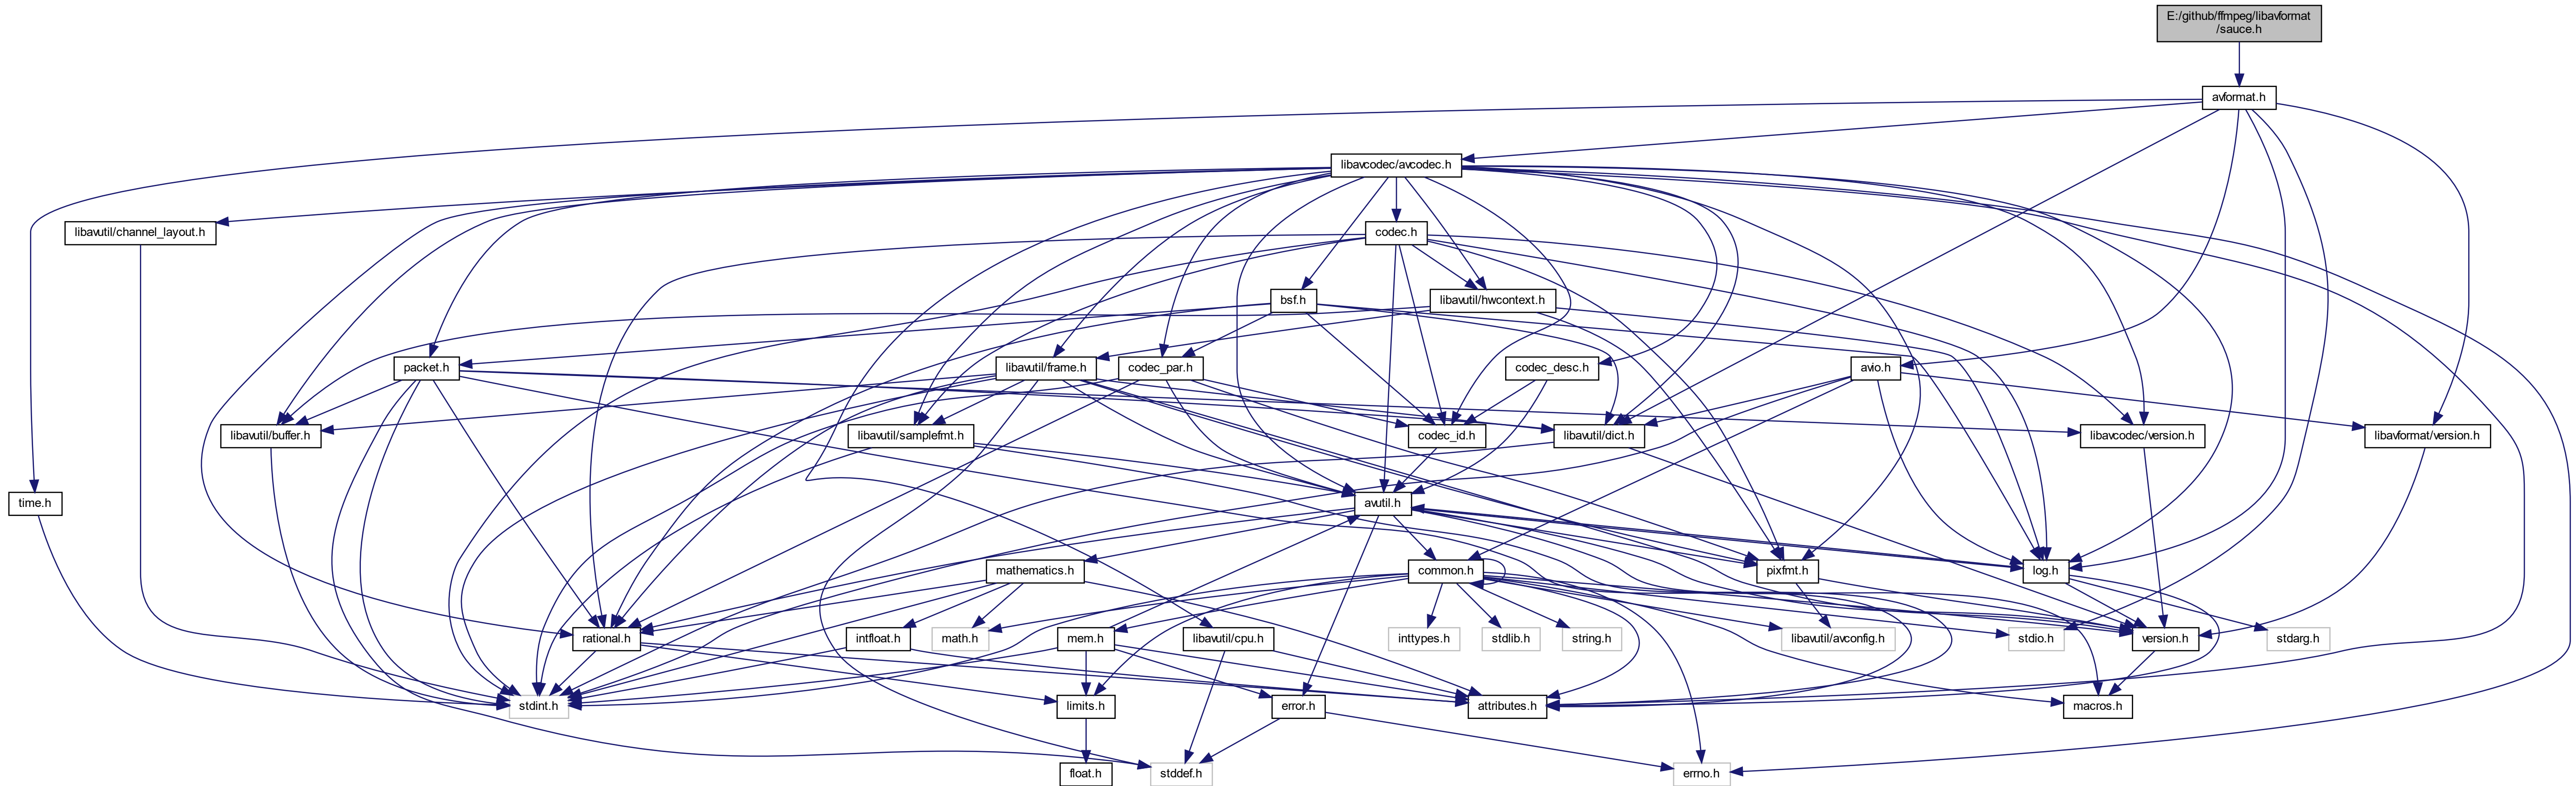 E:/github/ffmpeg/libavformat
/sauce.h
avformat.h
libavcodec/avcodec.h
libavutil/channel_layout.h
codec.h
bsf.h
libavutil/hwcontext.h
packet.h
libavutil/frame.h
codec_par.h
codec_desc.h
avio.h
libavutil/buffer.h
libavutil/samplefmt.h
codec_id.h
libavutil/dict.h
libavcodec/version.h
libavformat/version.h
time.h
avutil.h
mathematics.h
common.h
pixfmt.h
log.h
rational.h
intfloat.h
math.h
mem.h
libavutil/cpu.h
inttypes.h
stdlib.h
string.h
libavutil/avconfig.h
stdio.h
version.h
stdarg.h
stdint.h
limits.h
error.h
attributes.h
macros.h
float.h
stddef.h
errno.h